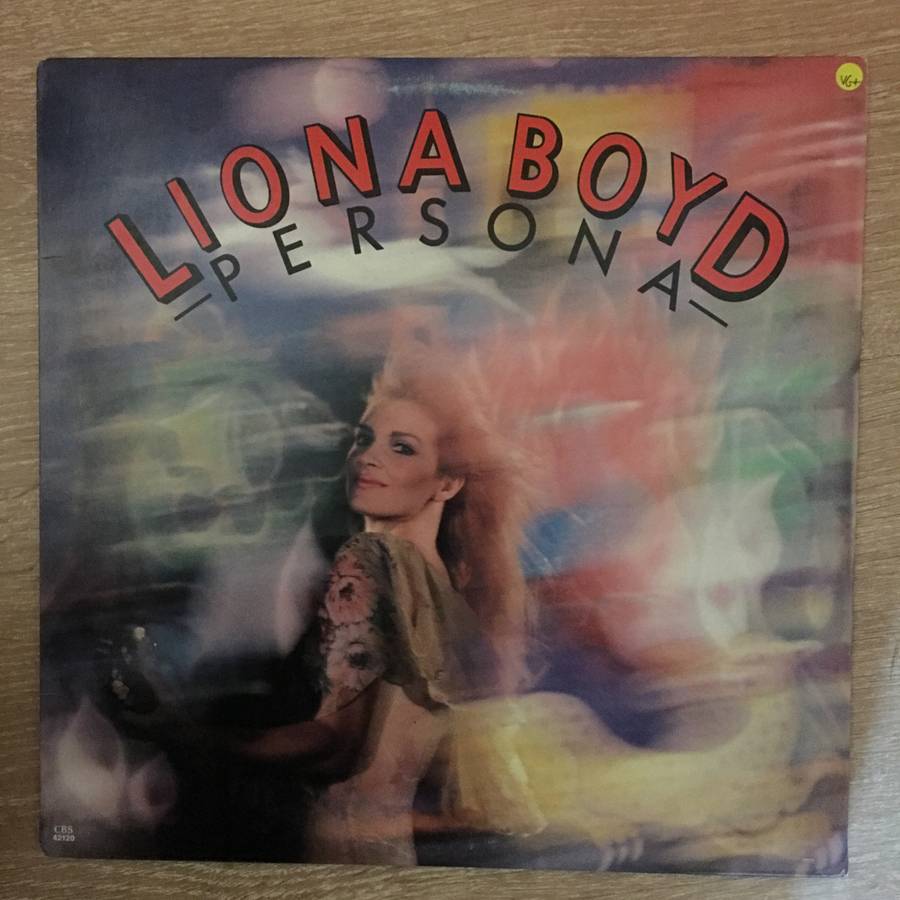 VG+
LIONA BOYD
PERSONA
CBS
42120